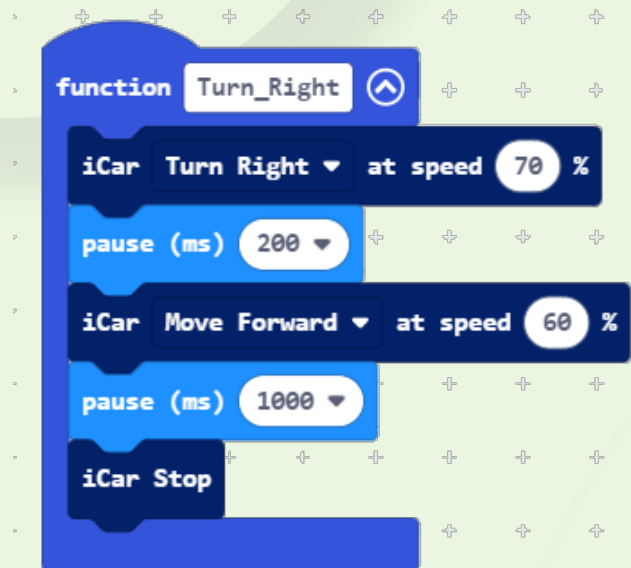 function Turn_Right
iCar Turn Right at speed 70 %
pause (ms) 200
iCar Move Forward at speed 60 %
pause (ms) 1000
iCar Stop